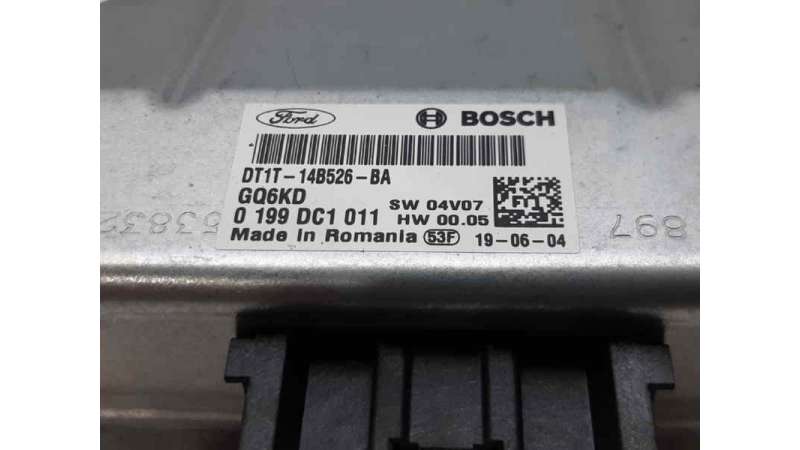 Ford BOSCH
DT1T-14B526-BA
GQ6KD
SW 04V07
0 199 DC1 011 HW 00.05
Made in Romania 53F 19-06-04
53832
897